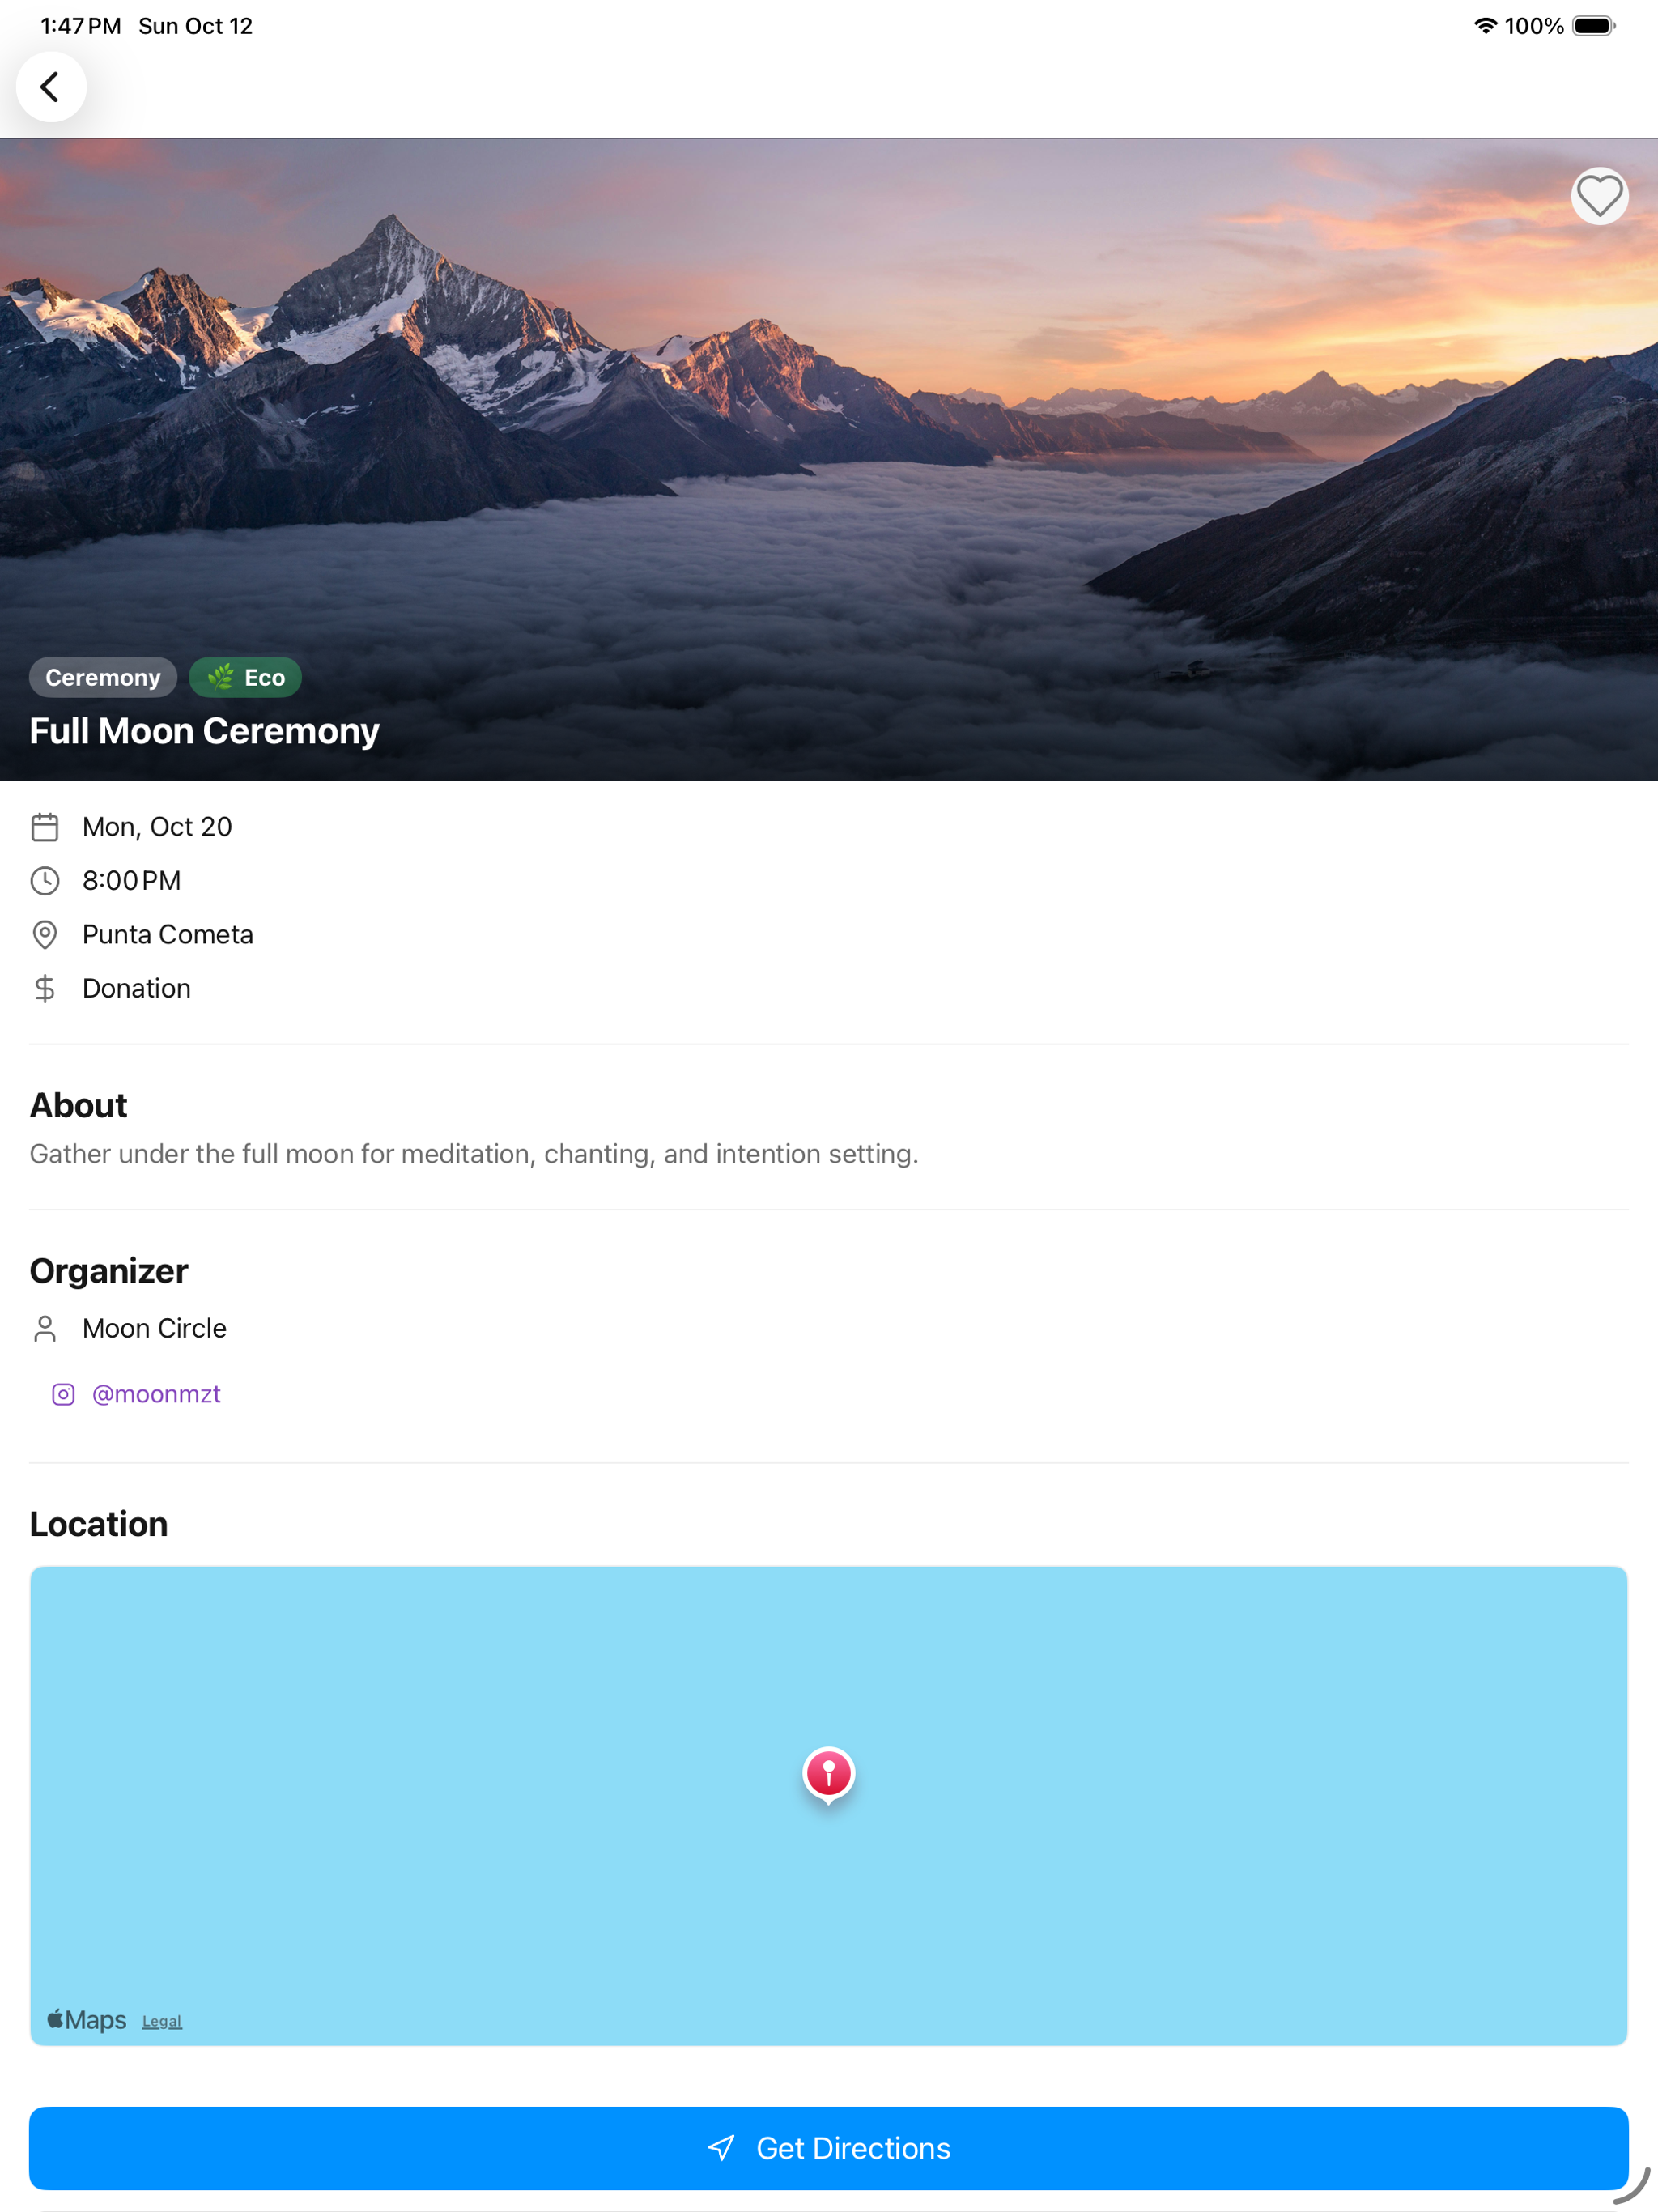 1:47 PM Sun Oct 12 100%
Ceremony 🌿 Eco
Full Moon Ceremony
Mon, Oct 20
8:00 PM
Punta Cometa
Donation
About
Gather under the full moon for meditation, chanting, and intention setting.
Organizer
Moon Circle
@moonmzt
Location
Maps Legal
Get Directions